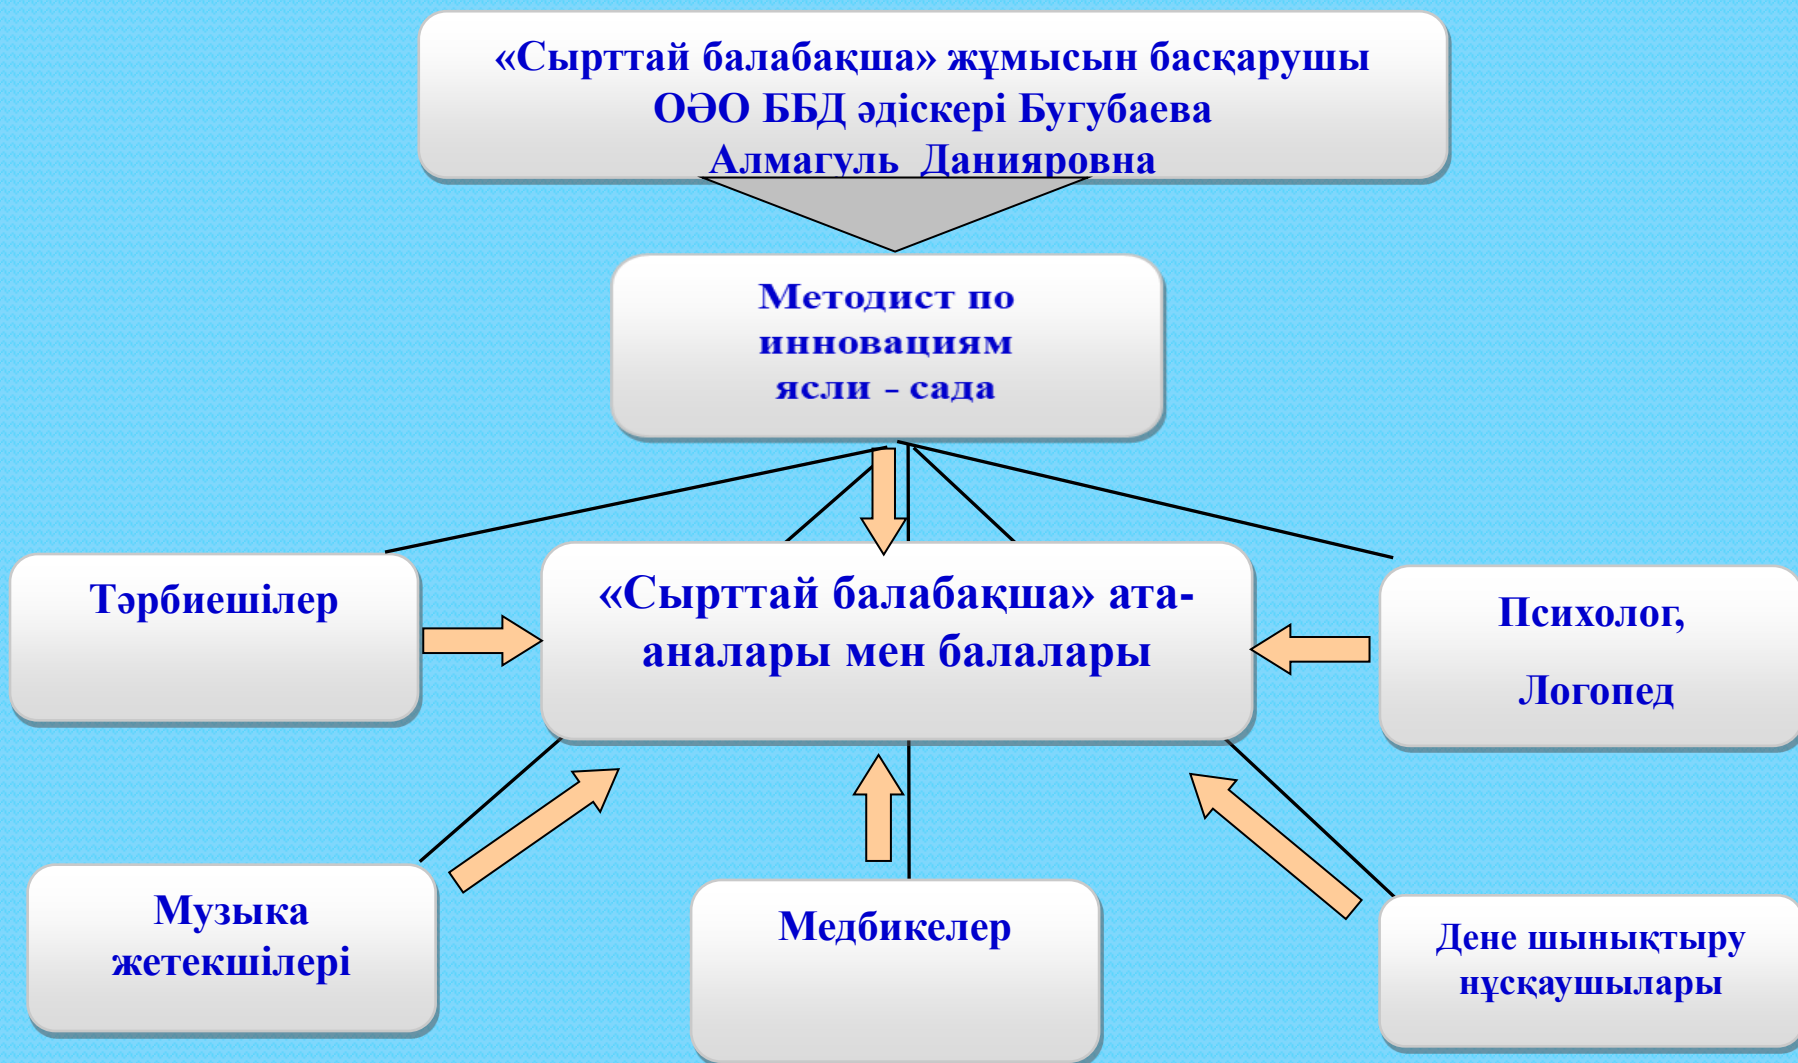 «Сырттай балабақша» жұмысын басқарушы
ОӘО ББД әдіскері Бугубаева
Алмагуль Данияровна
Методист по
инновациям
ясли - сада
Тәрбиешілер
«Сырттай балабақша» ата-
аналары мен балалары
Психолог,
Логопед
Музыка
жетекшілері
Медбикелер
Дене шынықтыру
нұсқаушылары